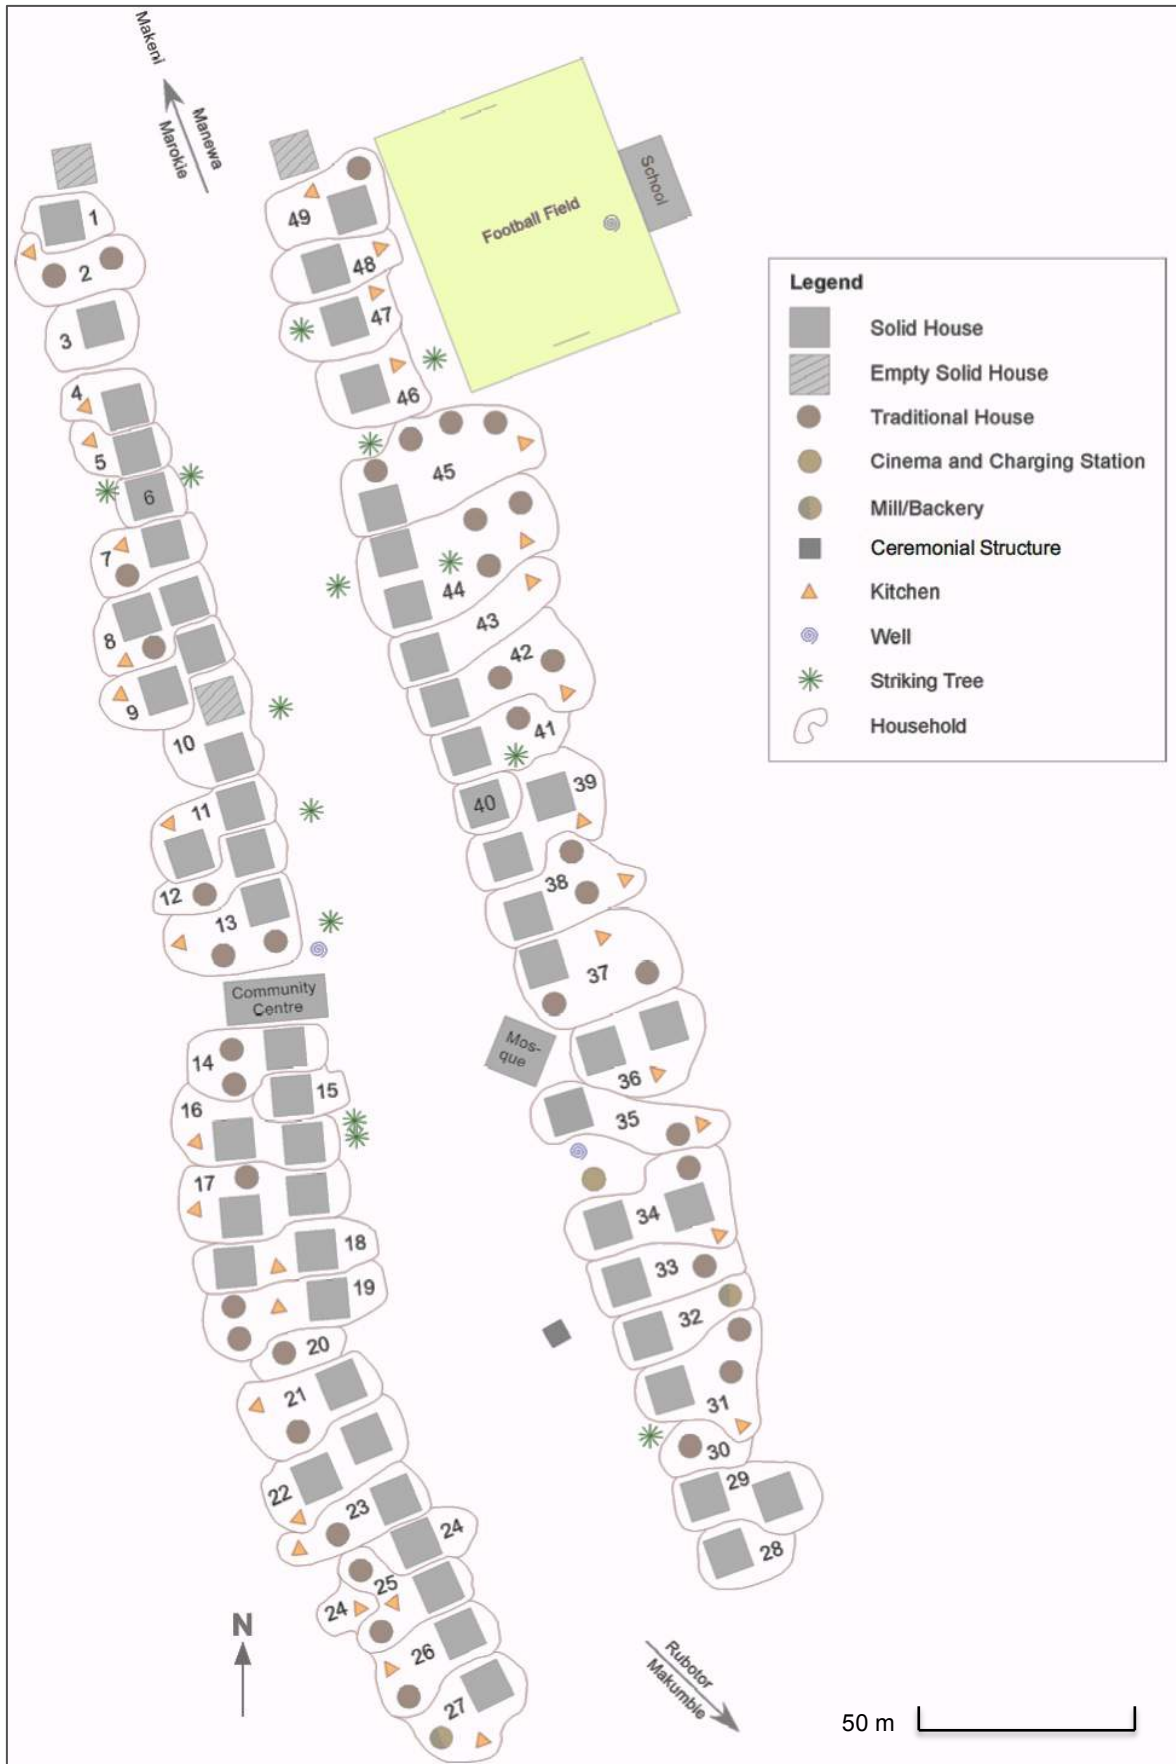 Makeni
Manewa
Marokie
School
Football Field
1
2
3
4
5
6
7
8
9
10
11
12
13
Community
Centre
14
15
16
17
18
19
20
21
22
23
24
25
24
26
27
49
48
47
46
45
44
43
42
41
40
39
38
37
Mos-
que
36
35
34
33
32
31
30
29
28
Legend
Solid House
Empty Solid House
Traditional House
Cinema and Charging Station
Mill/Backery
Ceremonial Structure
Kitchen
Well
Striking Tree
Household
N
Rubotor
Makumbie
50 m